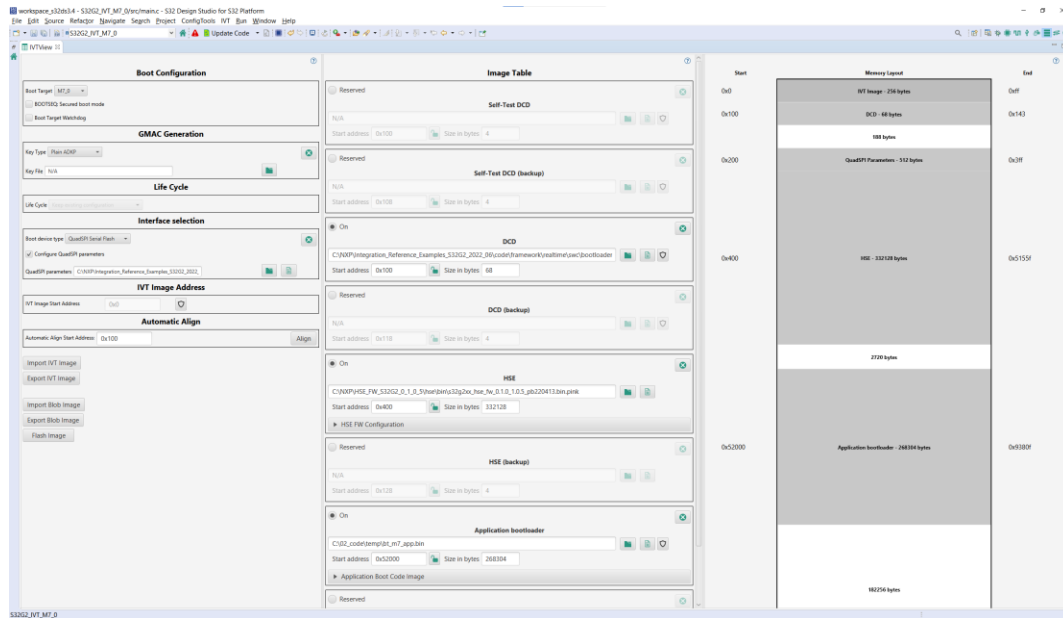 workspace_s32ds3.4 - S32G2_IVT_M7_0/src/main.c - S32 Design Studio for S32 Platform
File Edit Source Refactor Navigate Search Project ConfigTools IVT Run Window Help
S32G2_IVT_M7_0
Update Code
IVTView
Boot Configuration
Boot Target M7_0
BOOTSEQ: Secured boot mode
Boot Target Watchdog
GMAC Generation
Key Type Plain ADKP
Key File N/A
Life Cycle
Life Cycle
Interface selection
Boot device type QuadSPI Serial Flash
Configure QuadSPI parameters
QuadSPI parameters C:\NXP\Integration_Reference_Examples_S32G2_2022_
IVT Image Address
IVT Image Start Address 0x0
Automatic Align
Automatic Align Start Address: 0x100 Align
Import IVT Image
Export IVT Image
Import Blob Image
Export Blob Image
Flash Image
Image Table
Reserved
Self-Test DCD
N/A
Start address 0x100 Size in bytes 4
Reserved
Self-Test DCD (backup)
N/A
Start address 0x108 Size in bytes 4
On
DCD
C:\NXP\Integration_Reference_Examples_S32G2_2022_06\code\framework\realtime\swc\bootloader
Start address 0x100 Size in bytes 68
Reserved
DCD (backup)
N/A
Start address 0x118 Size in bytes 4
On
HSE
C:\NXP\HSE_FW_S32G2_0_1_0_5\hse\bin\s32g2xx_hse_fw_0.1.0_1.0.5_pb220413.bin.pink
Start address 0x400 Size in bytes 332128
HSE FW Configuration
Reserved
HSE (backup)
N/A
Start address 0x128 Size in bytes 4
On
Application bootloader
C:\02_code\temp\bt_m7_app.bin
Start address 0x52000 Size in bytes 268304
Application Boot Code Image
Reserved
Start Memory Layout End
0x0 IVT Image - 256 bytes 0xff
0x100 DCD - 68 bytes 0x143
188 bytes
0x200 QuadSPI Parameters - 512 bytes 0x3ff
0x400 HSE - 332128 bytes 0x5155f
2720 bytes
0x52000 Application bootloader - 268304 bytes 0x9380f
182256 bytes
S32G2_IVT_M7_0